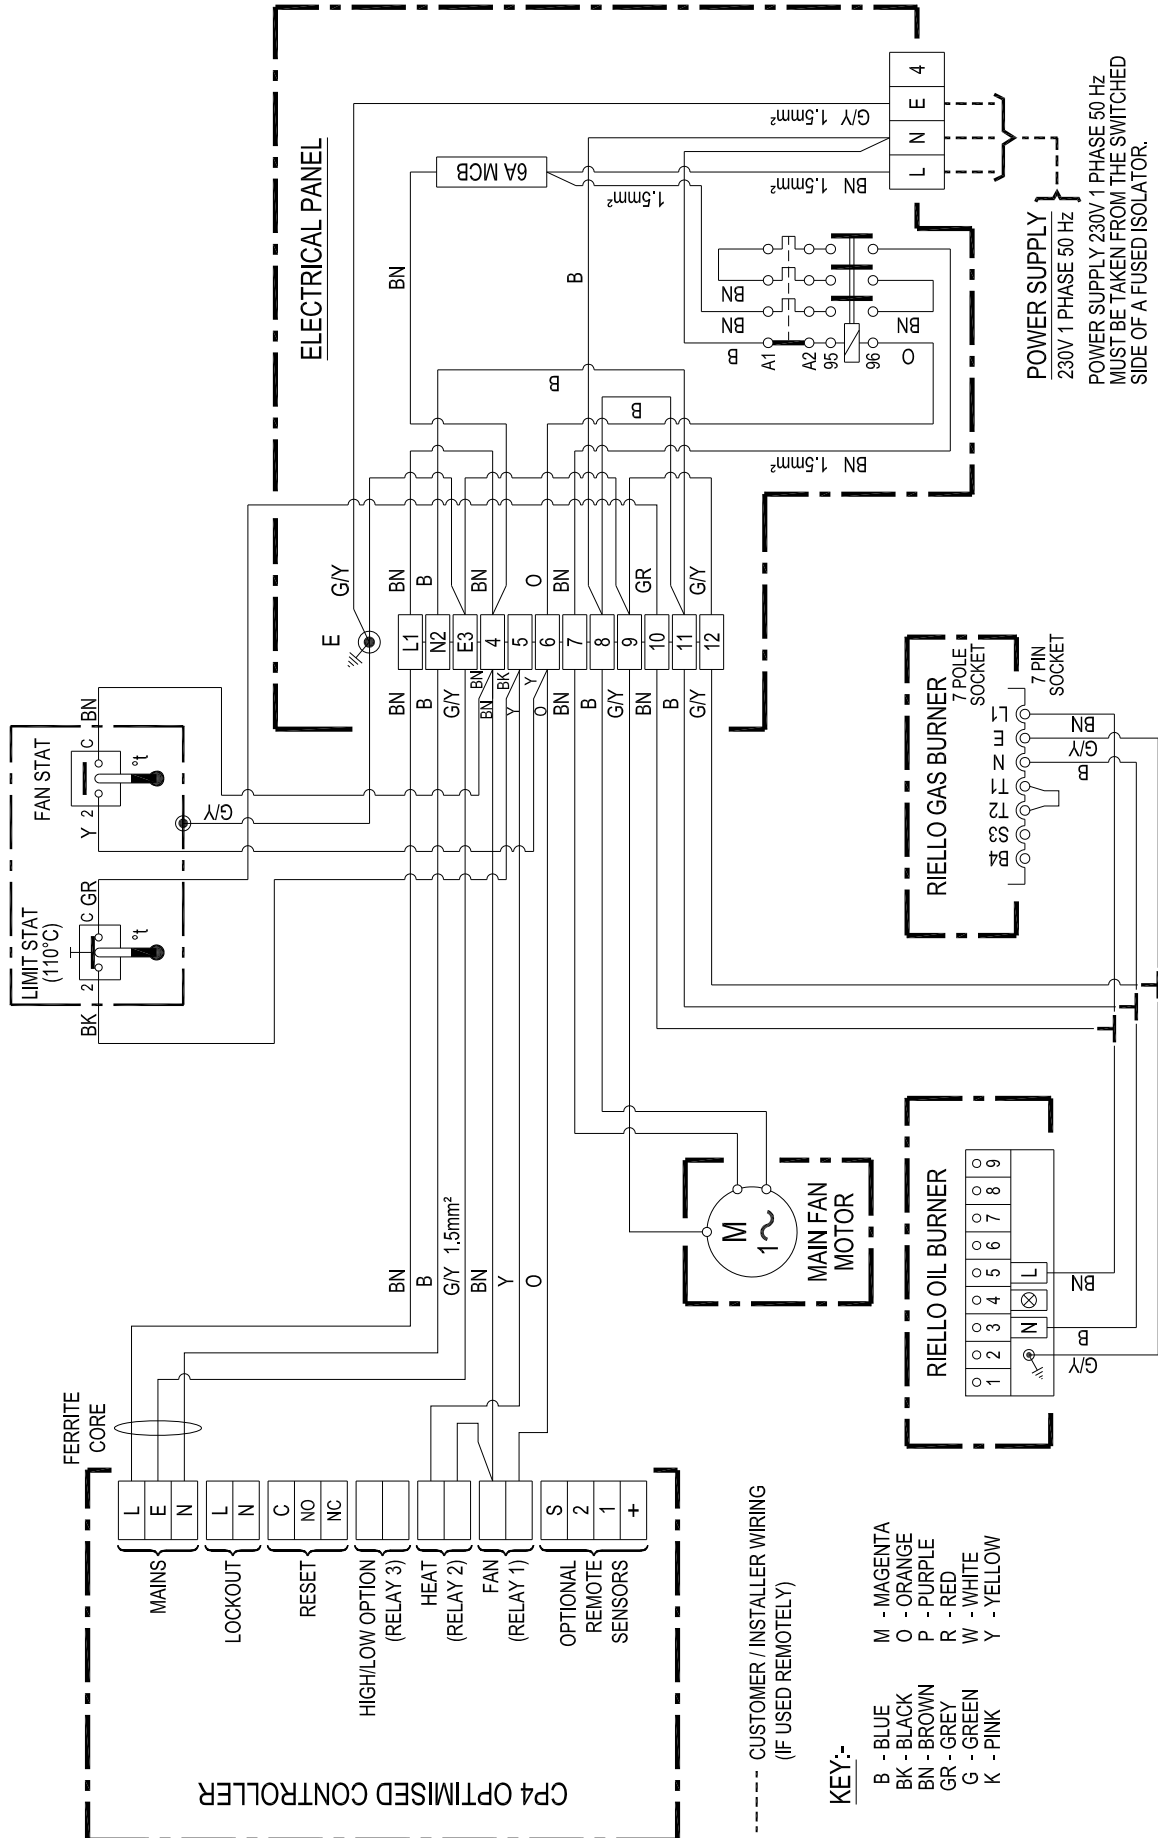 ELECTRICAL PANEL
6A MCB
BN
1.5mm²
BN 1.5mm²
G/Y 1.5mm²
L
N
E
4
POWER SUPPLY
230V 1 PHASE 50 Hz
POWER SUPPLY 230V 1 PHASE 50 Hz
MUST BE TAKEN FROM THE SWITCHED
SIDE OF A FUSED ISOLATOR.
B
BN
BN
B
A1
A2
95
96
O
BN
B
B
BN 1.5mm²
E
G/Y
BN
B
BN
O
BN
GR
G/Y
L1
N2
E3
4
5
6
7
8
9
10
11
12
BN
B
G/Y
BN
BN
BK
Y
Y
O
BN
B
G/Y
BN
B
G/Y
FAN STAT
BN
C
2
Y
°t
G/Y
LIMIT STAT
(110°C)
GR
C
2
BK
°t
RIELLO GAS BURNER
7 POLE
SOCKET
7 PIN
SOCKET
L1
E
N
T1
T2
S3
B4
BN
G/Y
B
RIELLO OIL BURNER
1
2
3
4
5
6
7
8
9
N
L
BN
B
G/Y
M
1~
MAIN FAN
MOTOR
BN
B
G/Y 1.5mm²
BN
Y
O
FERRITE
CORE
L
E
N
MAINS
L
N
LOCKOUT
C
NO
NC
RESET
HIGH/LOW OPTION
(RELAY 3)
HEAT
(RELAY 2)
FAN
(RELAY 1)
S
2
1
+
OPTIONAL
REMOTE
SENSORS
CP4 OPTIMISED CONTROLLER
CUSTOMER / INSTALLER WIRING
(IF USED REMOTELY)
KEY:-
B - BLUE
BK - BLACK
BN - BROWN
GR - GREY
G - GREEN
K - PINK
M - MAGENTA
O - ORANGE
P - PURPLE
R - RED
W - WHITE
Y - YELLOW